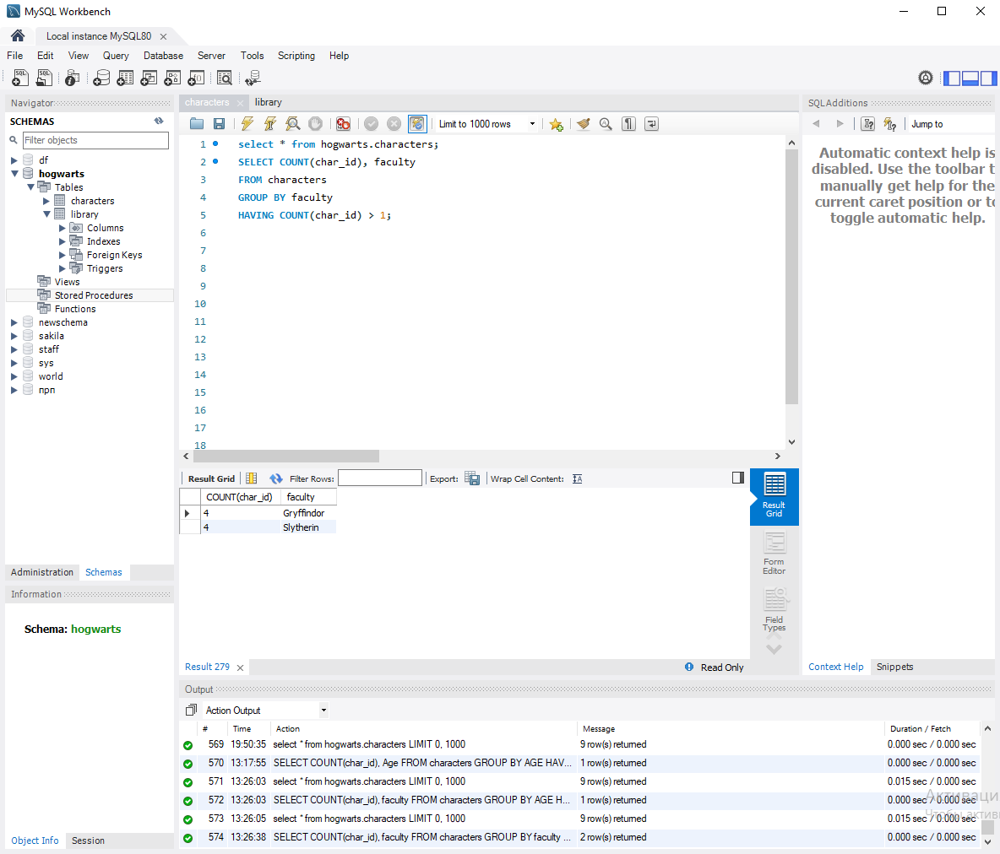 MySQL Workbench
Local instance MySQL80
File Edit View Query Database Server Tools Scripting Help
Navigator
SCHEMAS
Filter objects
df
hogwarts
Tables
characters
library
Columns
Indexes
Foreign Keys
Triggers
Views
Stored Procedures
Functions
newschema
sakila
staff
sys
world
прп
Administration Schemas
Information
Schema: hogwarts
Object Info Session
characters library
Limit to 1000 rows
1 select * from hogwarts.characters;
2 SELECT COUNT(char_id), faculty
3 FROM characters
4 GROUP BY faculty
5 HAVING COUNT(char_id) > 1;
6
7
8
9
10
11
12
13
14
15
16
17
18
Result Grid Filter Rows: Export: Wrap Cell Content:
COUNT(char_id) faculty
4 Gryffindor
4 Slytherin
Result Grid
Form Editor
Field Types
Result 279 Read Only
SQLAdditions
Jump to
Automatic context help is
disabled. Use the toolbar t
manually get help for the
current caret position or to
toggle automatic help.
Context Help Snippets
Output
Action Output
# Time Action Message Duration / Fetch
569 19:50:35 select * from hogwarts.characters LIMIT 0, 1000 9 row(s) returned 0.000 sec / 0.000 sec
570 13:17:55 SELECT COUNT(char_id), Age FROM characters GROUP BY AGE HAV... 1 row(s) returned 0.000 sec / 0.000 sec
571 13:26:03 select * from hogwarts.characters LIMIT 0, 1000 9 row(s) returned 0.015 sec / 0.000 sec
572 13:26:03 SELECT COUNT(char_id), faculty FROM characters GROUP BY AGE H... 1 row(s) returned 0.000 sec / 0.000 sec
573 13:26:05 select * from hogwarts.characters LIMIT 0, 1000 9 row(s) returned 0.015 sec / 0.000 sec
574 13:26:38 SELECT COUNT(char_id), faculty FROM characters GROUP BY faculty ... 2 row(s) returned 0.000 sec / 0.000 sec
Активаци
Чтобы актив